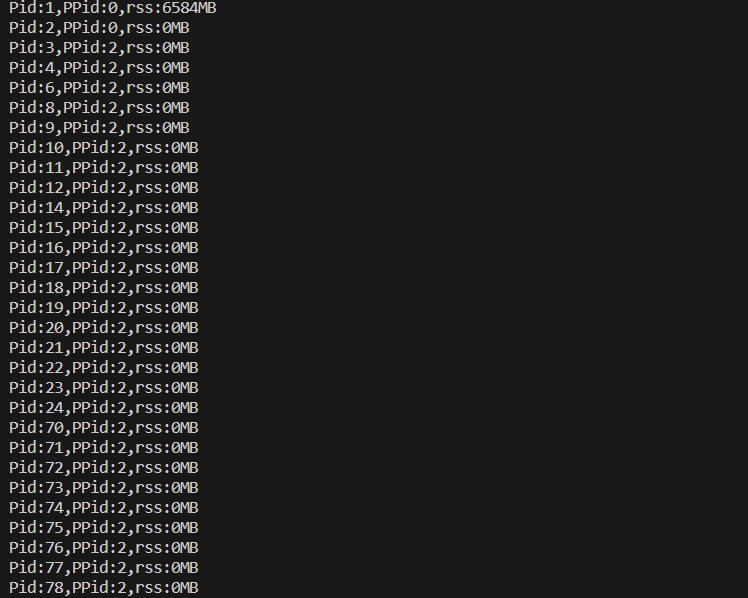 Pid:1,PPid:0,rss:6584MB
Pid:2,PPid:0,rss:0MB
Pid:3,PPid:2,rss:0MB
Pid:4,PPid:2,rss:0MB
Pid:6,PPid:2,rss:0MB
Pid:8,PPid:2,rss:0MB
Pid:9,PPid:2,rss:0MB
Pid:10,PPid:2,rss:0MB
Pid:11,PPid:2,rss:0MB
Pid:12,PPid:2,rss:0MB
Pid:14,PPid:2,rss:0MB
Pid:15,PPid:2,rss:0MB
Pid:16,PPid:2,rss:0MB
Pid:17,PPid:2,rss:0MB
Pid:18,PPid:2,rss:0MB
Pid:19,PPid:2,rss:0MB
Pid:20,PPid:2,rss:0MB
Pid:21,PPid:2,rss:0MB
Pid:22,PPid:2,rss:0MB
Pid:23,PPid:2,rss:0MB
Pid:24,PPid:2,rss:0MB
Pid:70,PPid:2,rss:0MB
Pid:71,PPid:2,rss:0MB
Pid:72,PPid:2,rss:0MB
Pid:73,PPid:2,rss:0MB
Pid:74,PPid:2,rss:0MB
Pid:75,PPid:2,rss:0MB
Pid:76,PPid:2,rss:0MB
Pid:77,PPid:2,rss:0MB
Pid:78,PPid:2,rss:0MB